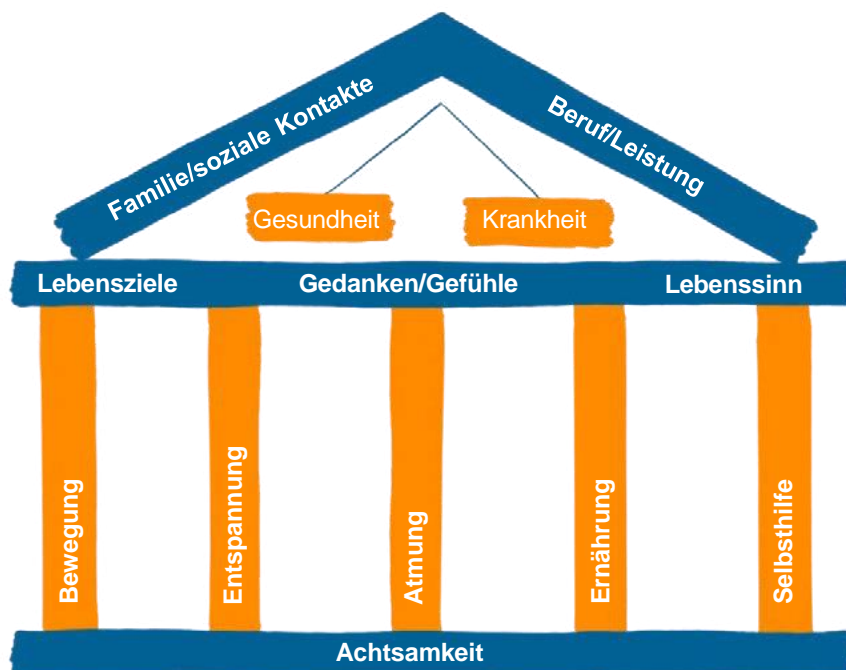 Familie/soziale Kontakte
Beruf/Leistung
Gesundheit
Krankheit
Lebensziele
Gedanken/Gefühle
Lebenssinn
Bewegung
Entspannung
Atmung
Ernährung
Selbsthilfe
Achtsamkeit